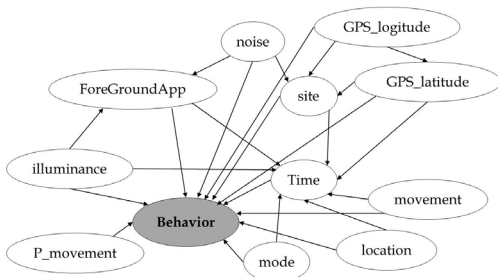 GPS_logitude
noise
GPS_latitude
ForeGroundApp
site
illuminance
Time
movement
Behavior
P_movement
location
mode